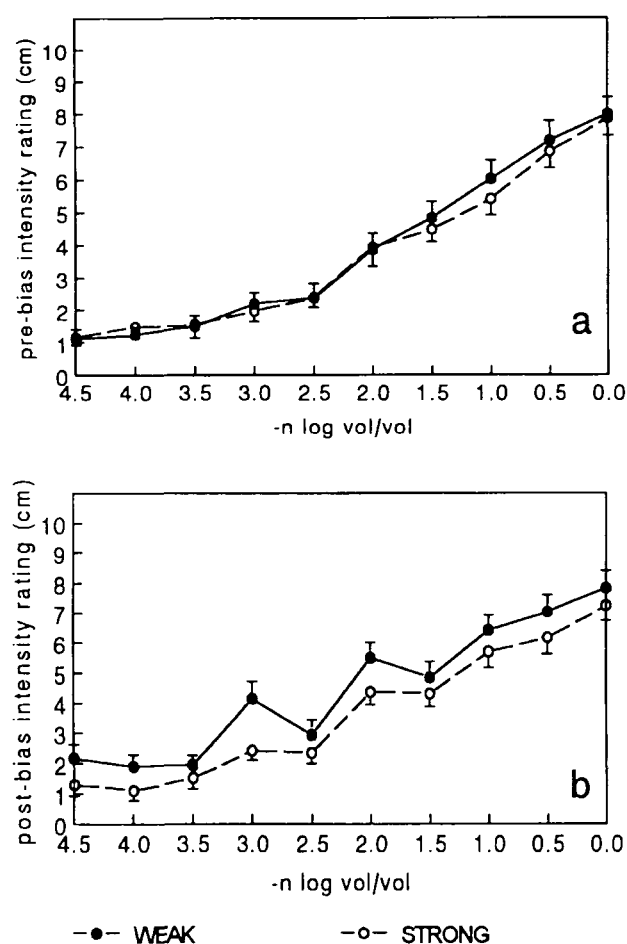 pre-bias intensity rating (cm)
10
9
8
7
6
5
4
3
2
1
0
4.5 4.0 3.5 3.0 2.5 2.0 1.5 1.0 0.5 0.0
-n log vol/vol
a
post-bias intensity rating (cm)
10
9
8
7
6
5
4
3
2
1
0
4.5 4.0 3.5 3.0 2.5 2.0 1.5 1.0 0.5 0.0
-n log vol/vol
b
WEAK STRONG